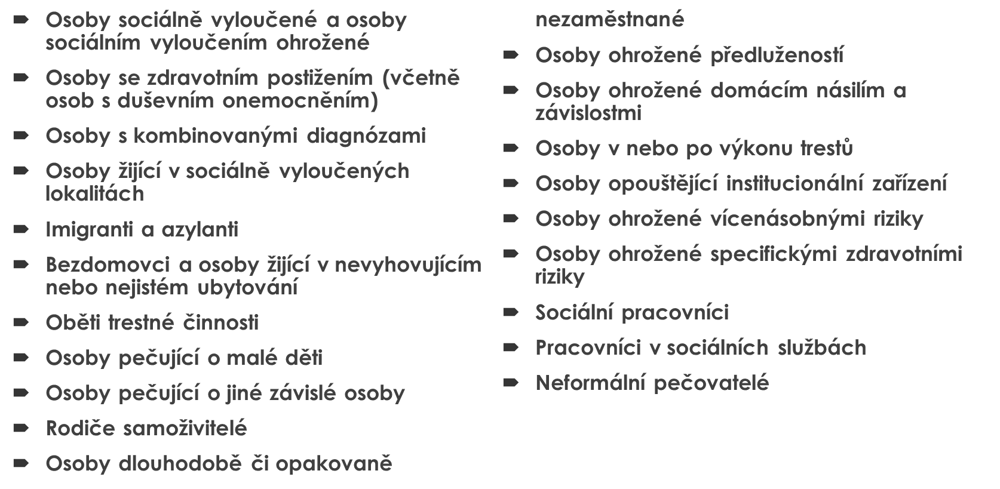 Osoby sociálně vyloučené a osoby
sociálním vyloučením ohrožené
Osoby se zdravotním postižením (včetně
osob s duševním onemocněním)
Osoby s kombinovanými diagnózami
Osoby žijící v sociálně vyloučených
lokalitách
Imigranti a azylanti
Bezdomovci a osoby žijící v nevyhovujícím
nebo nejistém ubytování
Oběti trestné činnosti
Osoby pečující o malé děti
Osoby pečující o jiné závislé osoby
Rodiče samoživitelé
Osoby dlouhodobě či opakovaně
nezaměstnané
Osoby ohrožené předlužeností
Osoby ohrožené domácím násilím a
závislostmi
Osoby v nebo po výkonu trestů
Osoby opouštějící institucionální zařízení
Osoby ohrožené vícenásobnými riziky
Osoby ohrožené specifickými zdravotními
riziky
Sociální pracovníci
Pracovníci v sociálních službách
Neformální pečovatelé